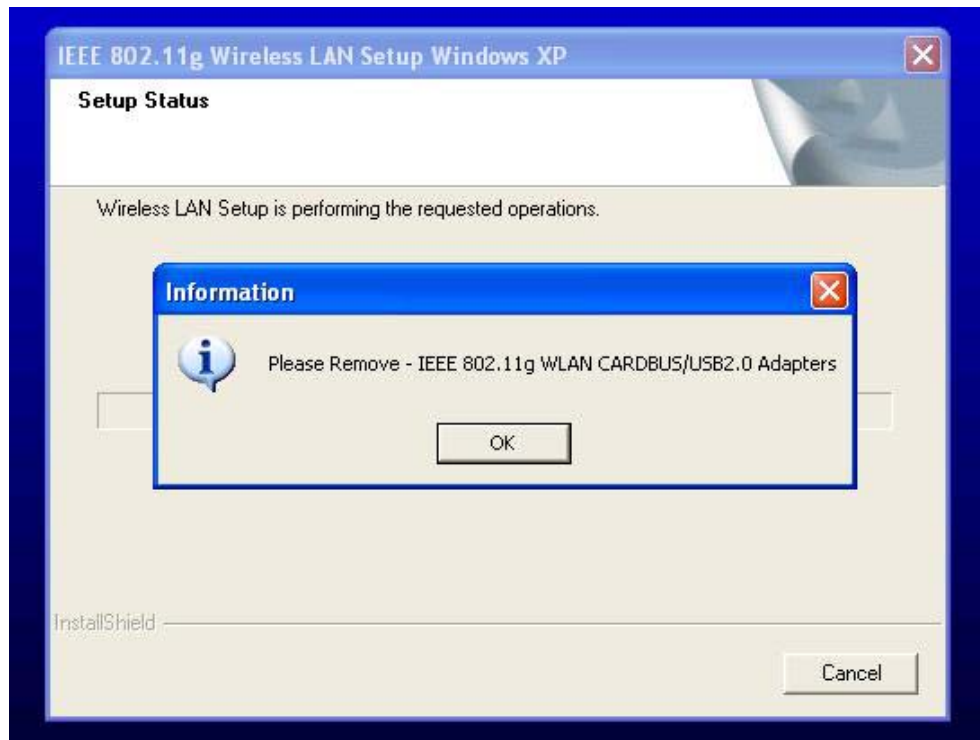 IEEE 802.11g Wireless LAN Setup Windows XP
Setup Status
Wireless LAN Setup is performing the requested operations.
Information
Please Remove - IEEE 802.11g WLAN CARDBUS/USB2.0 Adapters
OK
InstallShield
Cancel